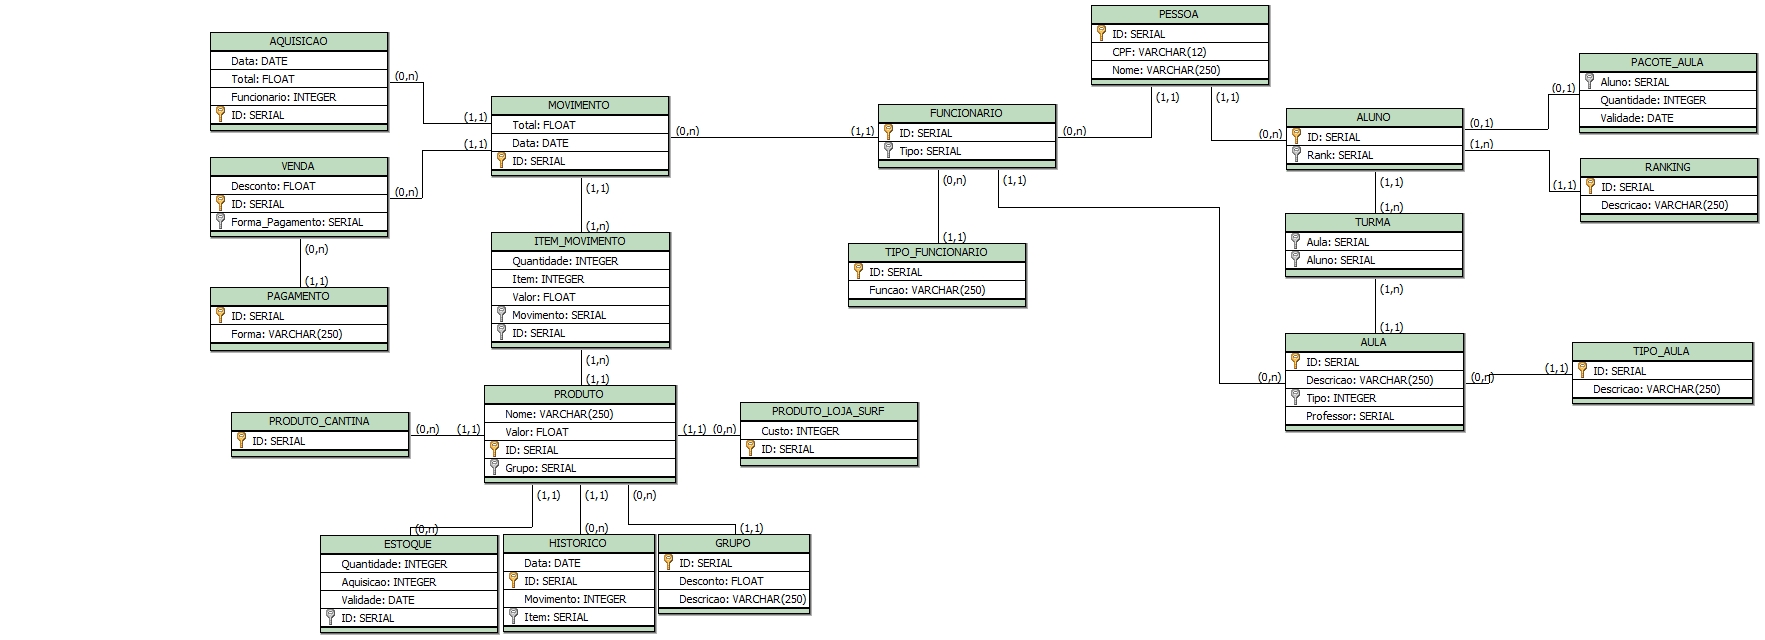 PESSOA
ID: SERIAL
CPF: VARCHAR(12)
Nome: VARCHAR(250)
(1,1)
(1,1)
AQUISICAO
Data: DATE
Total: FLOAT
Funcionario: INTEGER
ID: SERIAL
(0,n)
(1,1)
MOVIMENTO
Total: FLOAT
Data: DATE
ID: SERIAL
(1,1)
(0,n)
(1,1)
(1,1)
FUNCIONARIO
ID: SERIAL
Tipo: SERIAL
(0,n)
(0,n)
(1,1)
ALUNO
ID: SERIAL
Rank: SERIAL
(0,n)
(0,1)
(1,n)
(1,1)
PACOTE_AULA
Aluno: SERIAL
Quantidade: INTEGER
Validade: DATE
(0,1)
RANKING
ID: SERIAL
Descricao: VARCHAR(250)
(1,1)
VENDA
Desconto: FLOAT
ID: SERIAL
Forma_Pagamento: SERIAL
(0,n)
(0,n)
(1,1)
PAGAMENTO
ID: SERIAL
Forma: VARCHAR(250)
(1,n)
ITEM_MOVIMENTO
Quantidade: INTEGER
Item: INTEGER
Valor: FLOAT
Movimento: SERIAL
ID: SERIAL
(1,n)
(1,1)
(1,1)
TIPO_FUNCIONARIO
ID: SERIAL
Funcao: VARCHAR(250)
(1,n)
TURMA
Aula: SERIAL
Aluno: SERIAL
(1,n)
(1,1)
AULA
ID: SERIAL
Descricao: VARCHAR(250)
Tipo: INTEGER
Professor: SERIAL
(0,n)
(0,n)
(1,1)
TIPO_AULA
ID: SERIAL
Descricao: VARCHAR(250)
PRODUTO
Nome: VARCHAR(250)
Valor: FLOAT
ID: SERIAL
Grupo: SERIAL
PRODUTO_CANTINA
ID: SERIAL
(0,n)
(1,1)
(1,1)
(0,n)
PRODUTO_LOJA_SURF
Custo: INTEGER
ID: SERIAL
(1,1)
(1,1)
(0,n)
(0,n)
(0,n)
(1,1)
ESTOQUE
Quantidade: INTEGER
Aquisicao: INTEGER
Validade: DATE
ID: SERIAL
HISTORICO
Data: DATE
ID: SERIAL
Movimento: INTEGER
Item: SERIAL
GRUPO
ID: SERIAL
Desconto: FLOAT
Descricao: VARCHAR(250)